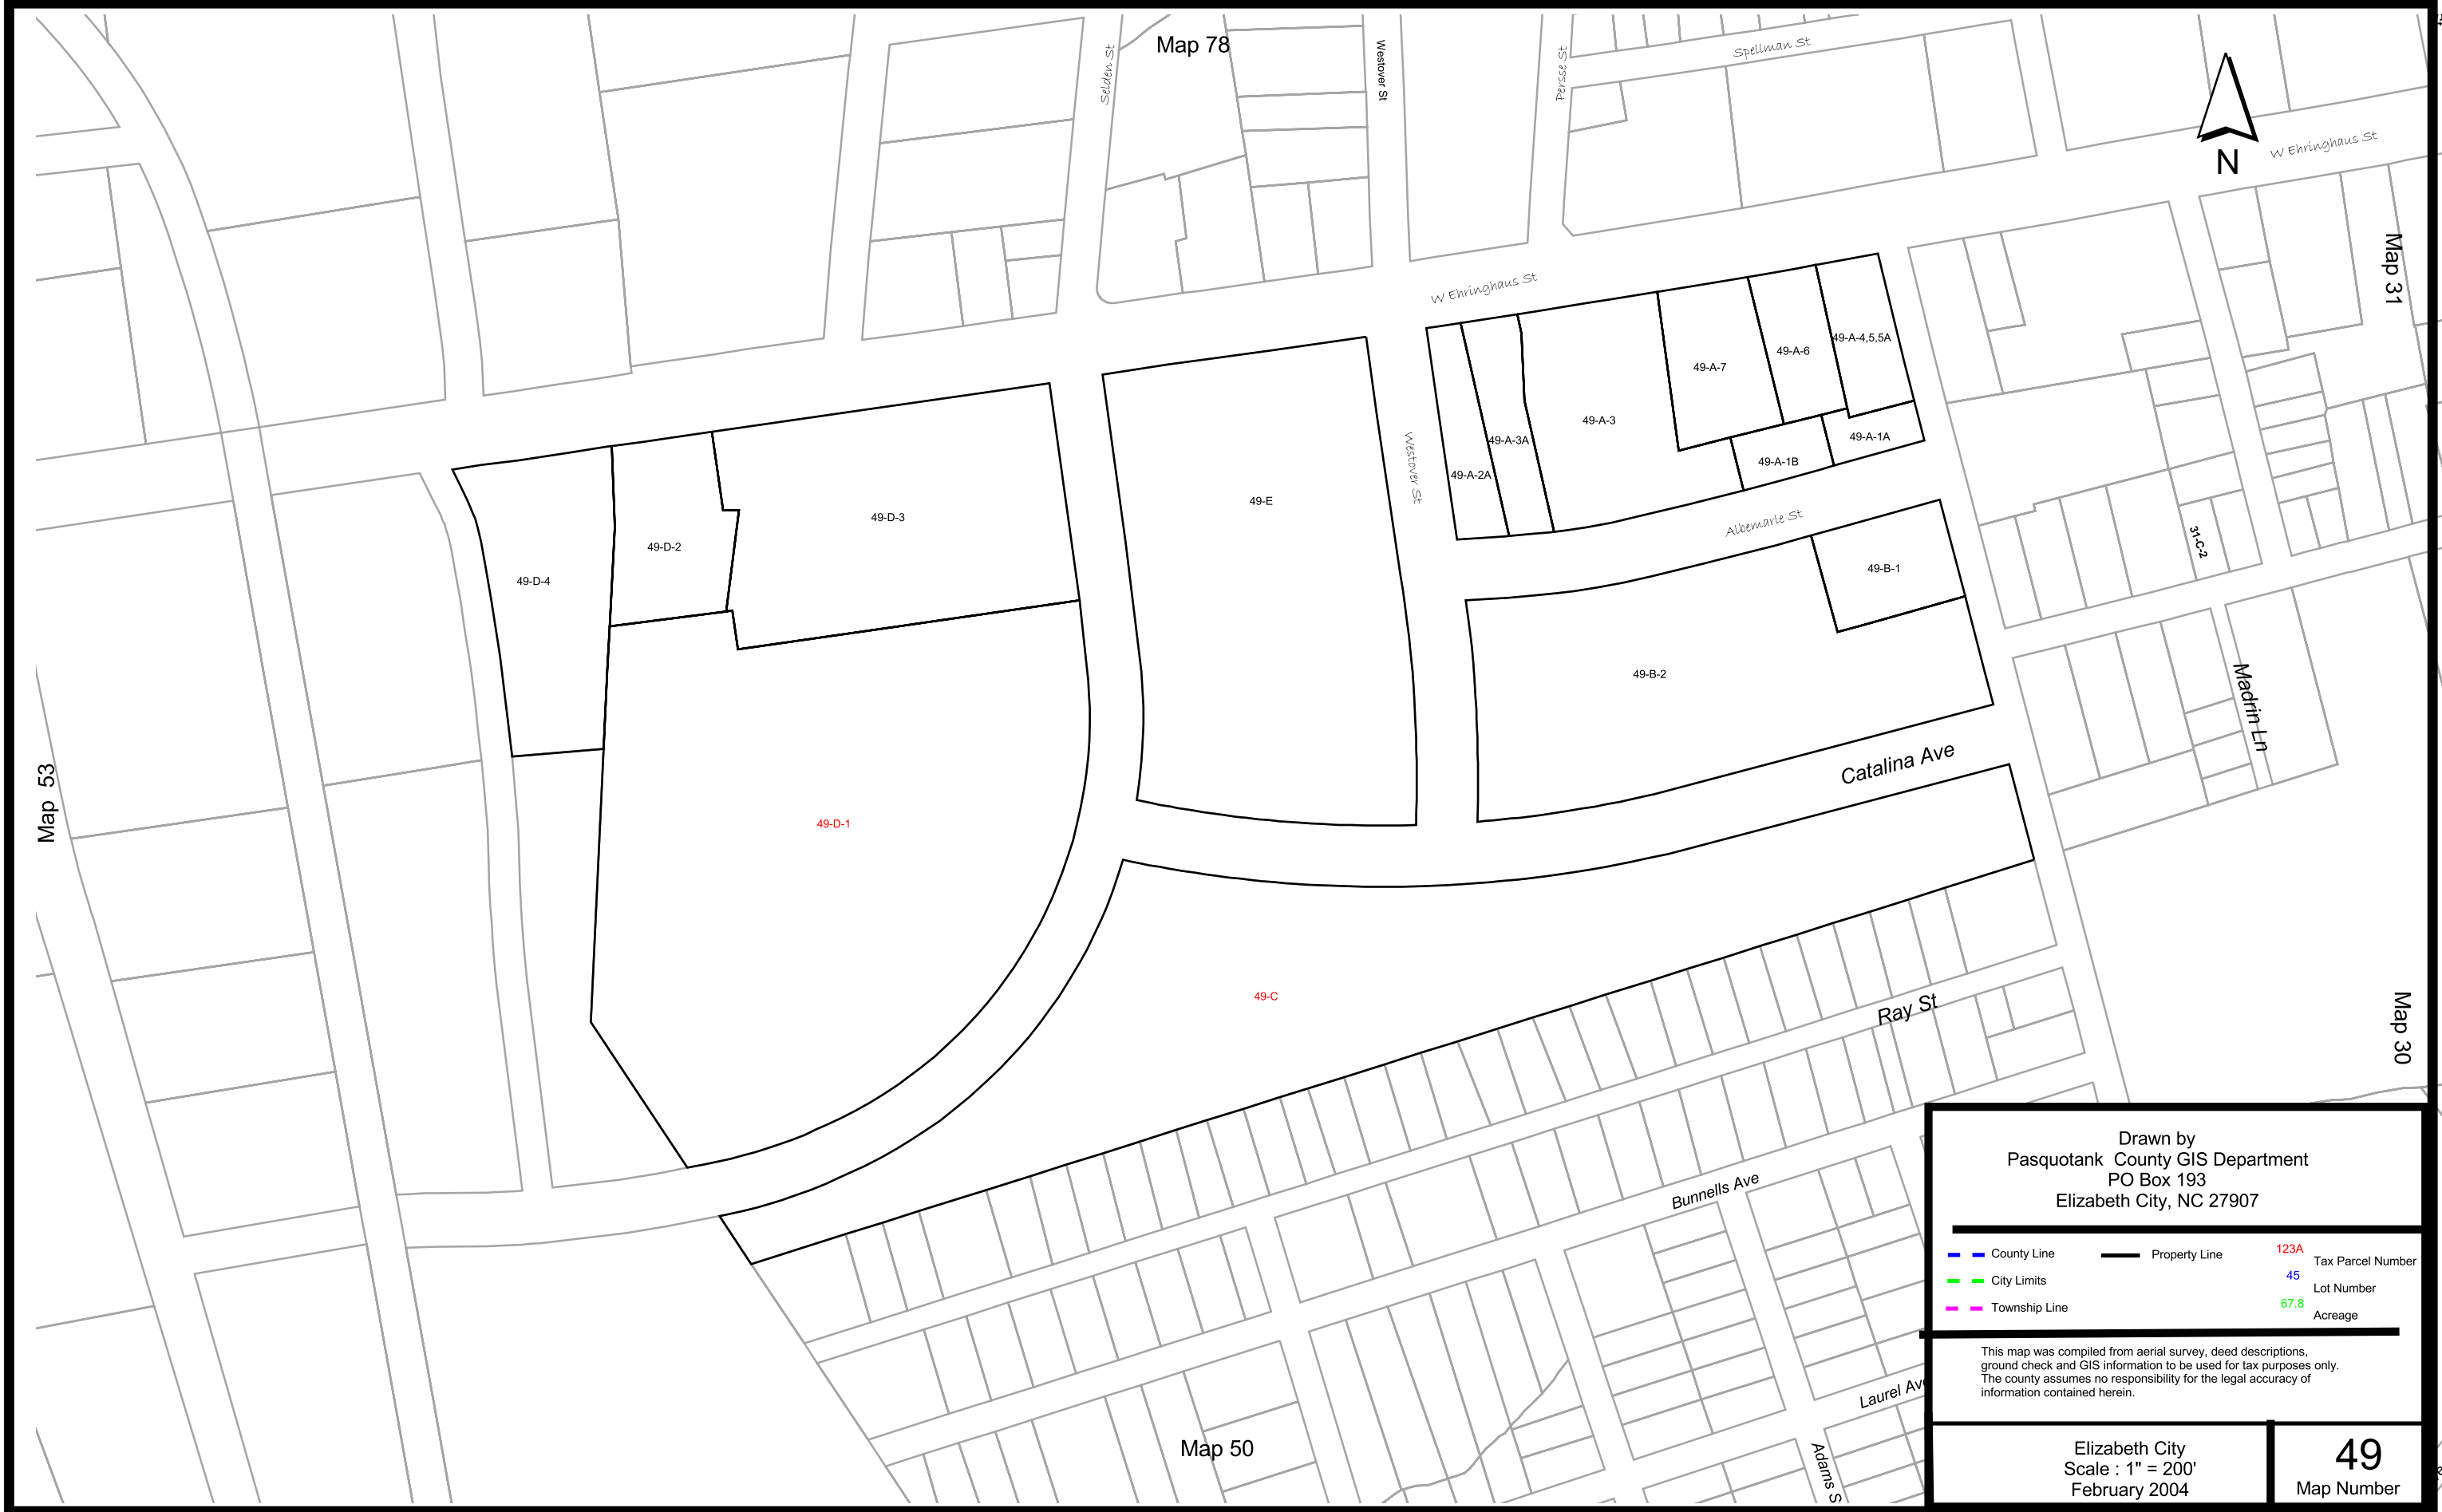 Map 78
Selden St
Westover St
Persse St
Spellman St
N
W Ehringhaus St
Map 31
W Ehringhaus St
49-A-4,5,5A
49-A-6
49-A-7
49-A-3
49-A-3A
49-A-2A
49-A-1A
49-A-1B
Westover St
49-E
49-D-3
49-D-2
49-D-4
Albemarle St
31-C-2
49-B-1
49-B-2
Madrin Ln
Catalina Ave
Map 53
49-D-1
49-C
Ray St
Map 30
Bunnells Ave
Laurel Av
Adams S
Map 50
Drawn by
Pasquotank County GIS Department
PO Box 193
Elizabeth City, NC 27907
County Line
Property Line
123A
Tax Parcel Number
City Limits
45
Lot Number
Township Line
67.8
Acreage
This map was compiled from aerial survey, deed descriptions,
ground check and GIS information to be used for tax purposes only.
The county assumes no responsibility for the legal accuracy of
information contained herein.
Elizabeth City
Scale : 1" = 200'
February 2004
49
Map Number